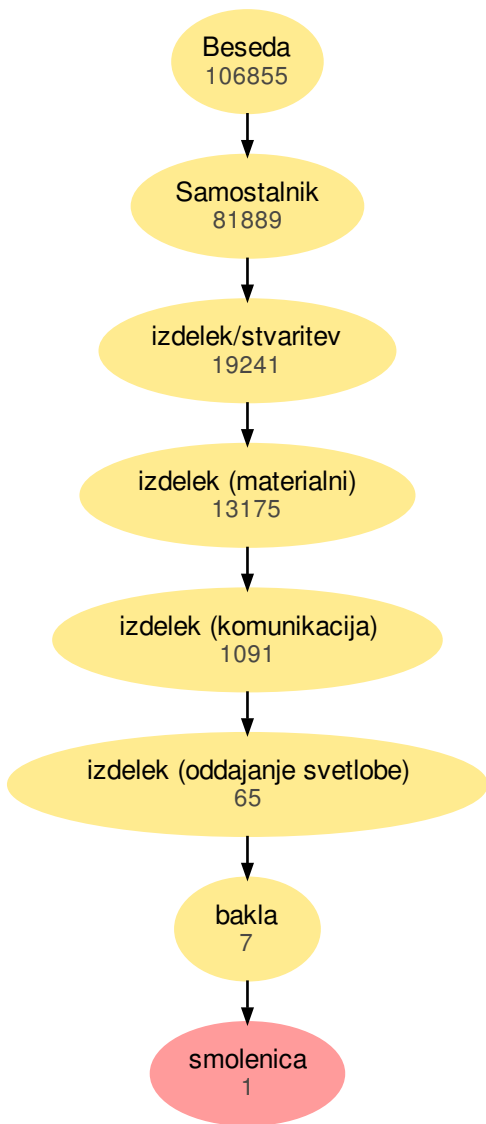 Beseda
106855
Samostalnik
81889
izdelek/stvaritev
19241
izdelek (materialni)
13175
izdelek (komunikacija)
1091
izdelek (oddajanje svetlobe)
65
bakla
7
smolenica
1